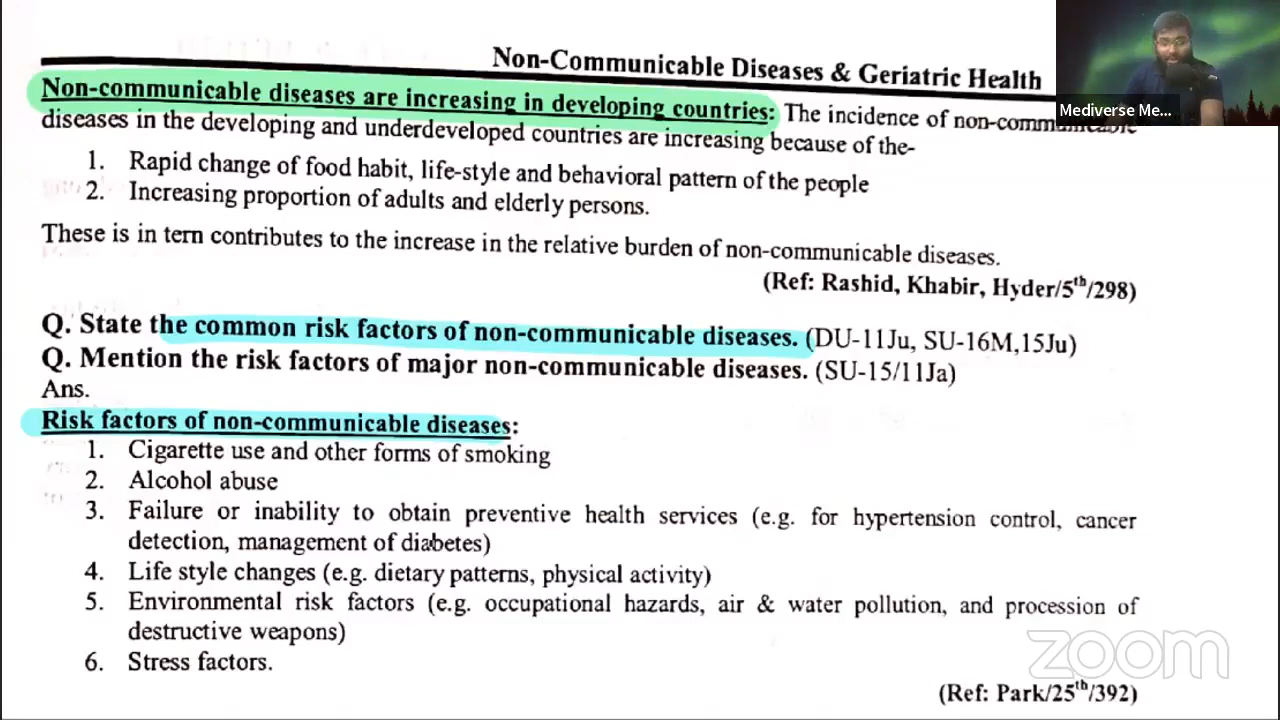 Non-Communicable Diseases & Geriatric Health
Mediverse Me...
Non-communicable diseases are increasing in developing countries: The incidence of non-communicable
diseases in the developing and underdeveloped countries are increasing because of the-
1. Rapid change of food habit, life-style and behavioral pattern of the people
2. Increasing proportion of adults and elderly persons.
These is in tern contributes to the increase in the relative burden of non-communicable diseases.
(Ref: Rashid, Khabir, Hyder/5th/298)
Q. State the common risk factors of non-communicable diseases. (DU-11Ju, SU-16M,15Ju)
Q. Mention the risk factors of major non-communicable diseases. (SU-15/11Ja)
Ans.
Risk factors of non-communicable diseases:
1. Cigarette use and other forms of smoking
2. Alcohol abuse
3. Failure or inability to obtain preventive health services (e.g. for hypertension control, cancer
detection, management of diabetes)
4. Life style changes (e.g. dietary patterns, physical activity)
5. Environmental risk factors (e.g. occupational hazards, air & water pollution, and procession of
destructive weapons)
6. Stress factors.
zoom
(Ref: Park/25th/392)